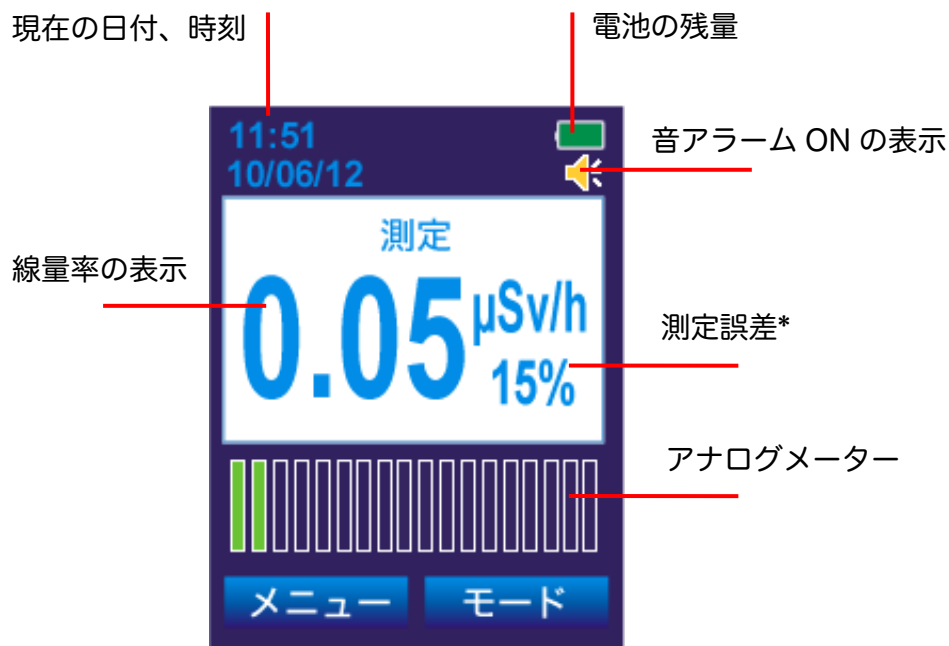 現在の日付、時刻
電池の残量
11:51
10/06/12
音アラーム ON の表示
測定
線量率の表示
0.05 μSv/h
測定誤差*
15%
アナログメーター
メニュー
モード